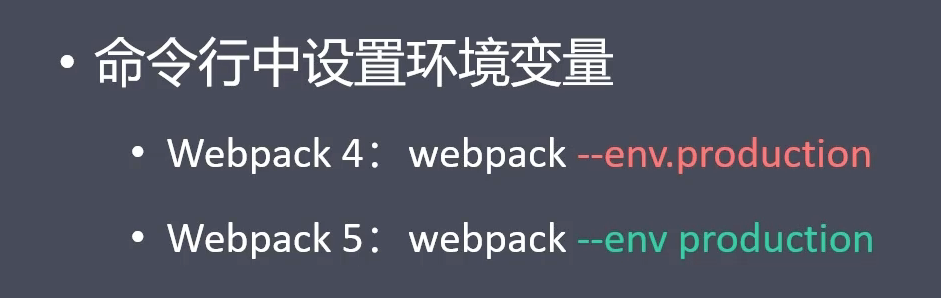 • 命令行中设置环境变量
• Webpack 4：webpack --env.production
• Webpack 5：webpack --env production